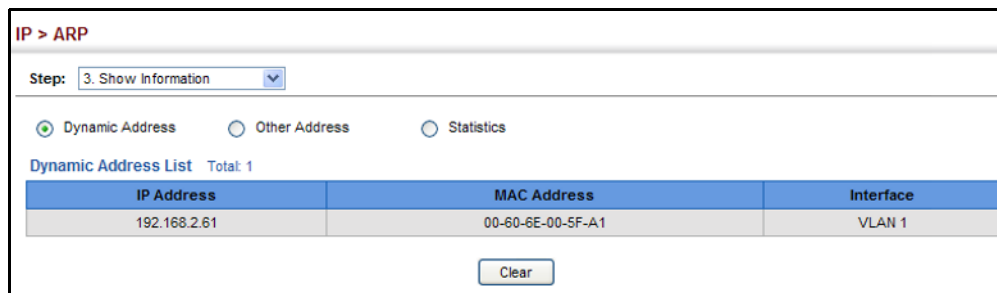 IP > ARP
Step: 3. Show Information
Dynamic Address Other Address Statistics
Dynamic Address List Total: 1
IP Address MAC Address Interface
192.168.2.61 00-60-6E-00-5F-A1 VLAN 1
Clear